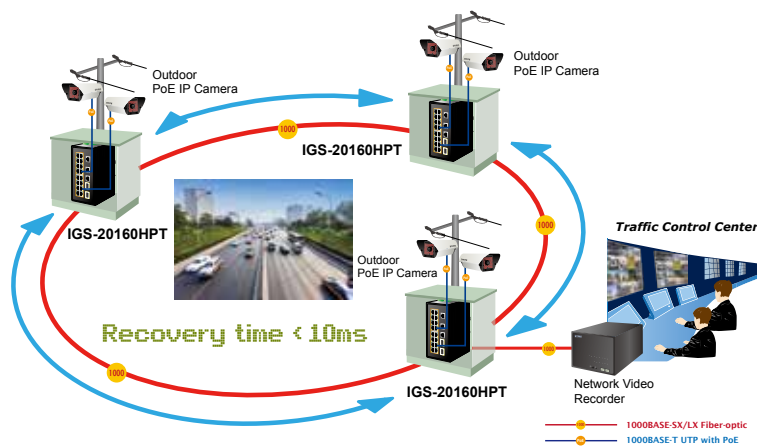 Outdoor
PoE IP Camera
IGS-20160HPT
1000
Outdoor
PoE IP Camera
IGS-20160HPT
1000
Traffic Control Center
Outdoor
PoE IP Camera
IGS-20160HPT
1000
Recovery time <10ms
1000
Network Video
Recorder
1000BASE-SX/LX Fiber-optic
1000BASE-T UTP with PoE